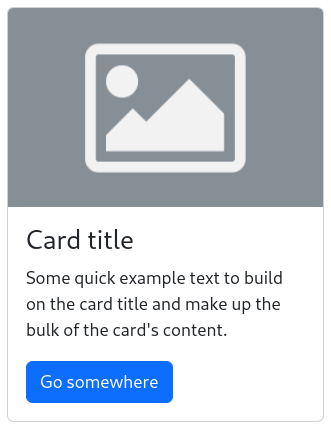 Card title
Some quick example text to build
on the card title and make up the
bulk of the card's content.
Go somewhere